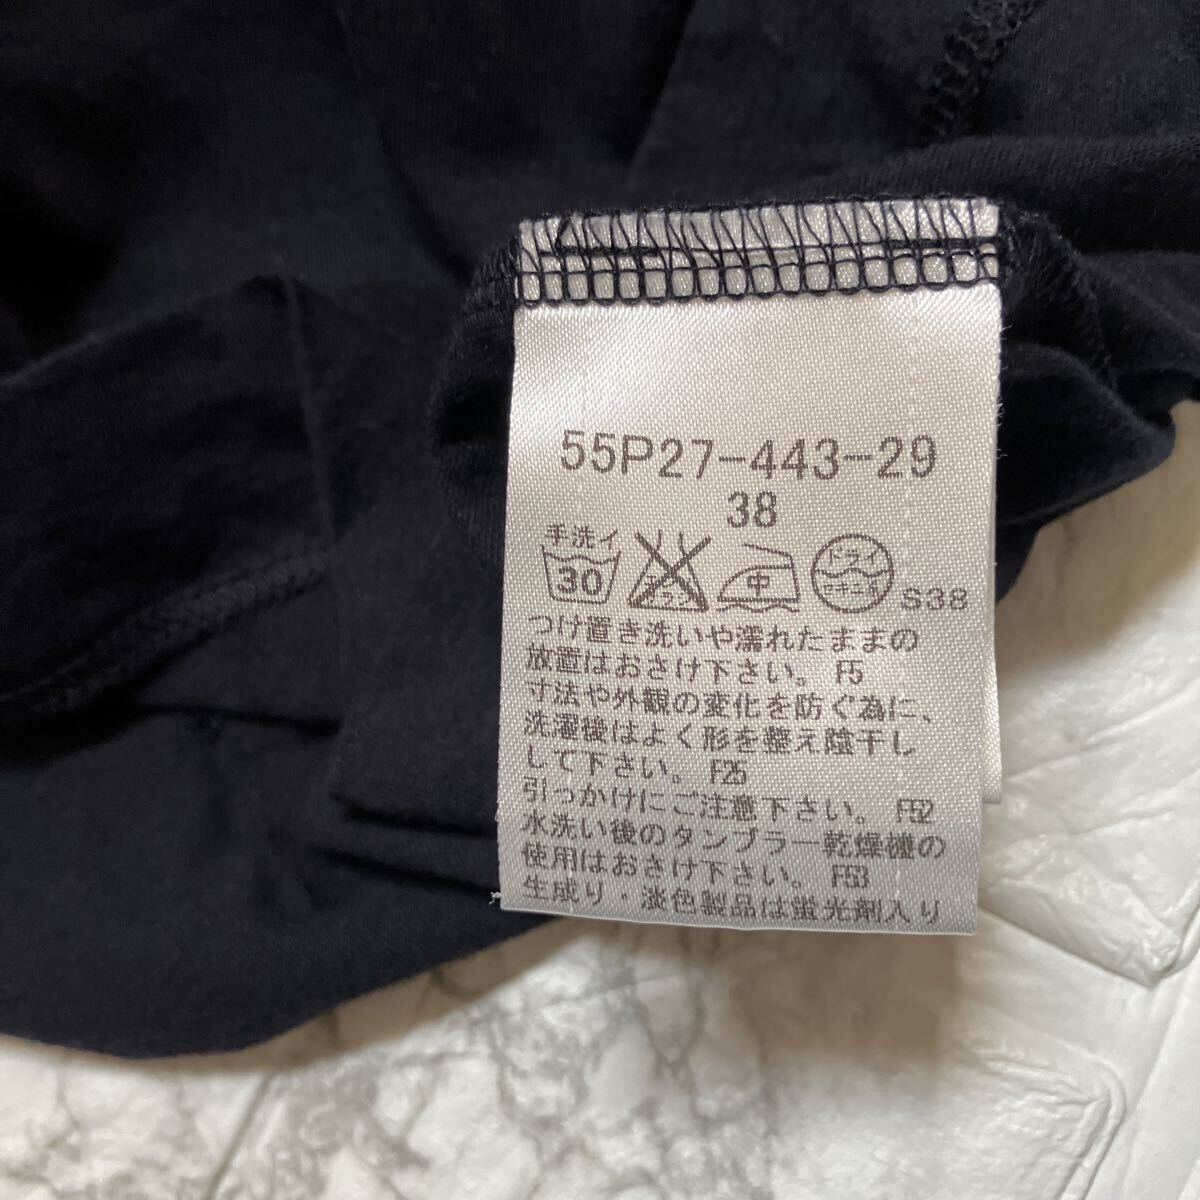 55P27-443-29
38
手洗イ
30
中
ドライ
S38
つけ置き洗いや濡れたままの
放置はおさけ下さい。 F5
寸法や外観の変化を防ぐ為に、
洗濯後はよく形を整え陰干し
して下さい。 F25
引っかけにご注意下さい。 F52
水洗い後のタンブラー乾燥機の
使用はおさけ下さい。 F53
生成り・淡色製品は蛍光剤入り